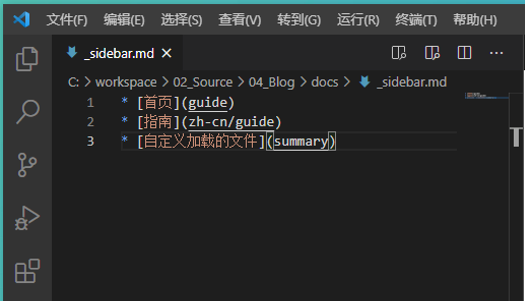 文件(F) 编辑(E) 选择(S) 查看(V) 转到(G) 运行(R) 终端(T) 帮助(H)
_sidebar.md
C: > workspace > 02_Source > 04_Blog > docs > _sidebar.md
1 * [首页](guide)
2 * [指南](zh-cn/guide)
3 * [自定义加载的文件](summary)